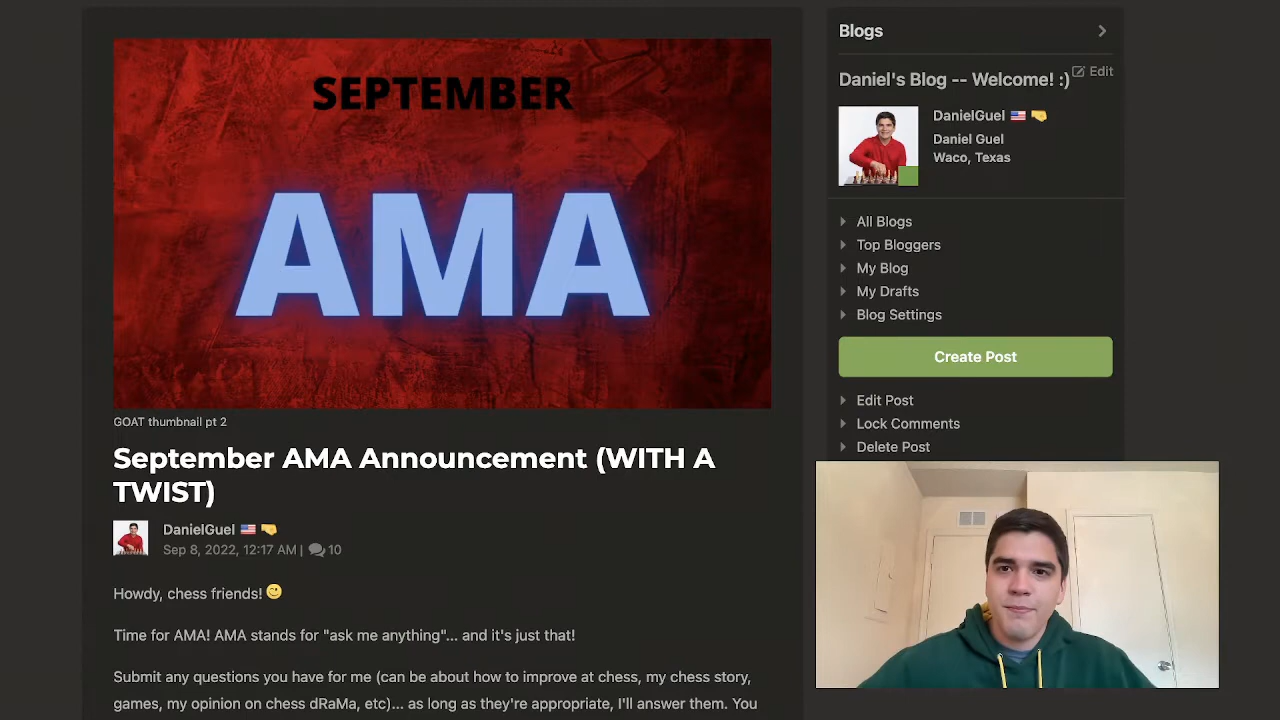 SEPTEMBER
AMA
GOAT thumbnail pt 2
September AMA Announcement (WITH A
TWIST)
DanielGuel
Sep 8, 2022, 12:17 AM | 10
Howdy, chess friends!
Time for AMA! AMA stands for "ask me anything"... and it's just that!
Submit any questions you have for me (can be about how to improve at chess, my chess story,
games, my opinion on chess dRaMa, etc)... as long as they're appropriate, I'll answer them. You
Blogs
Daniel's Blog -- Welcome! :)
Edit
DanielGuel
Daniel Guel
Waco, Texas
All Blogs
Top Bloggers
My Blog
My Drafts
Blog Settings
Create Post
Edit Post
Lock Comments
Delete Post